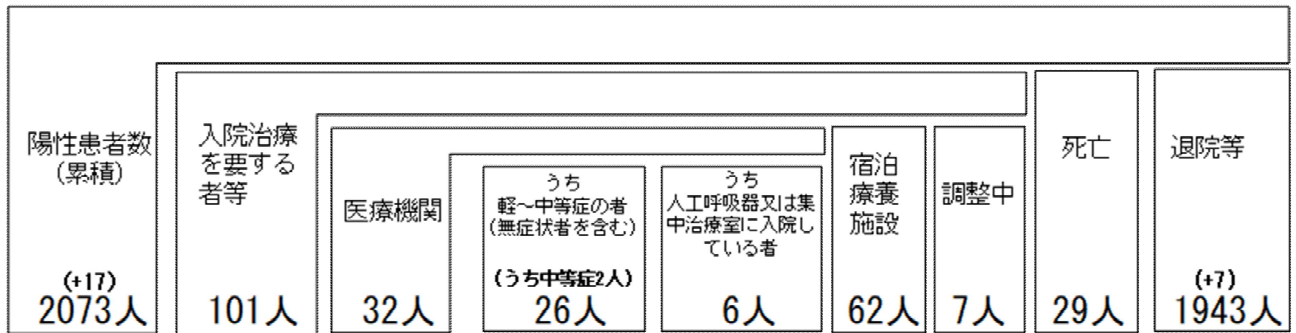 陽性患者数
(累積)
(+17)
2073人
入院治療
を要する
者等
101人
医療機関
32人
うち
軽~中等症の者
(無症状者を含む)
(うち中等症2人)
26人
うち
人工呼吸器又は集
中治療室に入院し
ている者
6人
宿泊
療養
施設
62人
調整中
7人
死亡
29人
退院等
(+7)
1943人